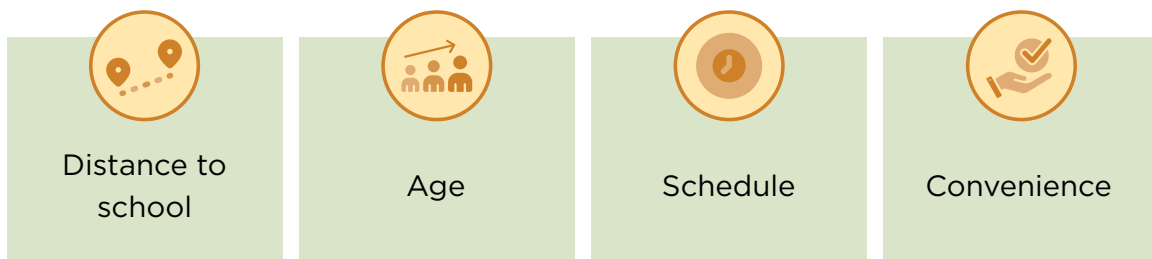 Distance to
school
Age
Schedule
Convenience